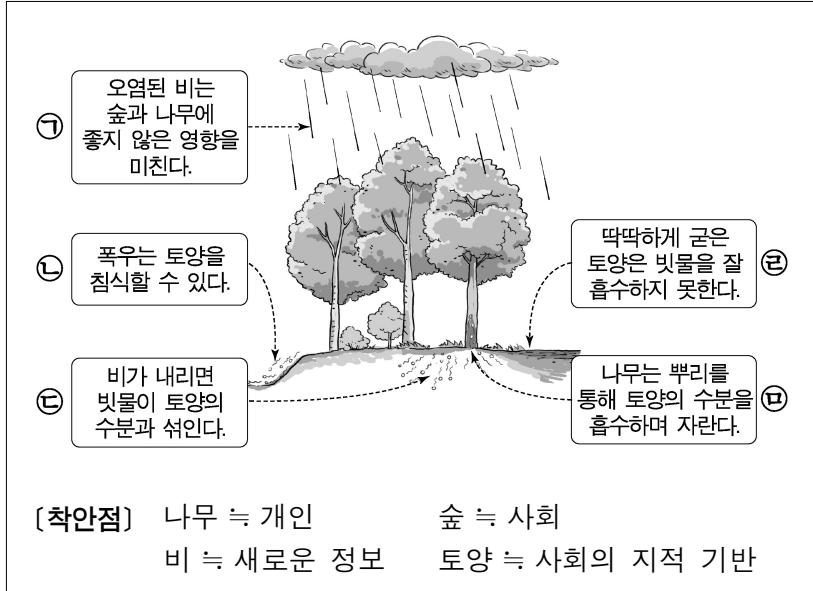 ㉠
오염된 비는
숲과 나무에
좋지 않은 영향을
미친다.
㉡
폭우는 토양을
침식할 수 있다.
㉢
비가 내리면
빗물이 토양의
수분과 섞인다.
딱딱하게 굳은
토양은 빗물을 잘
흡수하지 못한다.
㉣
나무는 뿌리를
통해 토양의 수분을
흡수하며 자란다.
㉤
〔착안점〕 나무 ≒ 개인 숲 ≒ 사회
비 ≒ 새로운 정보 토양 ≒ 사회의 지적 기반